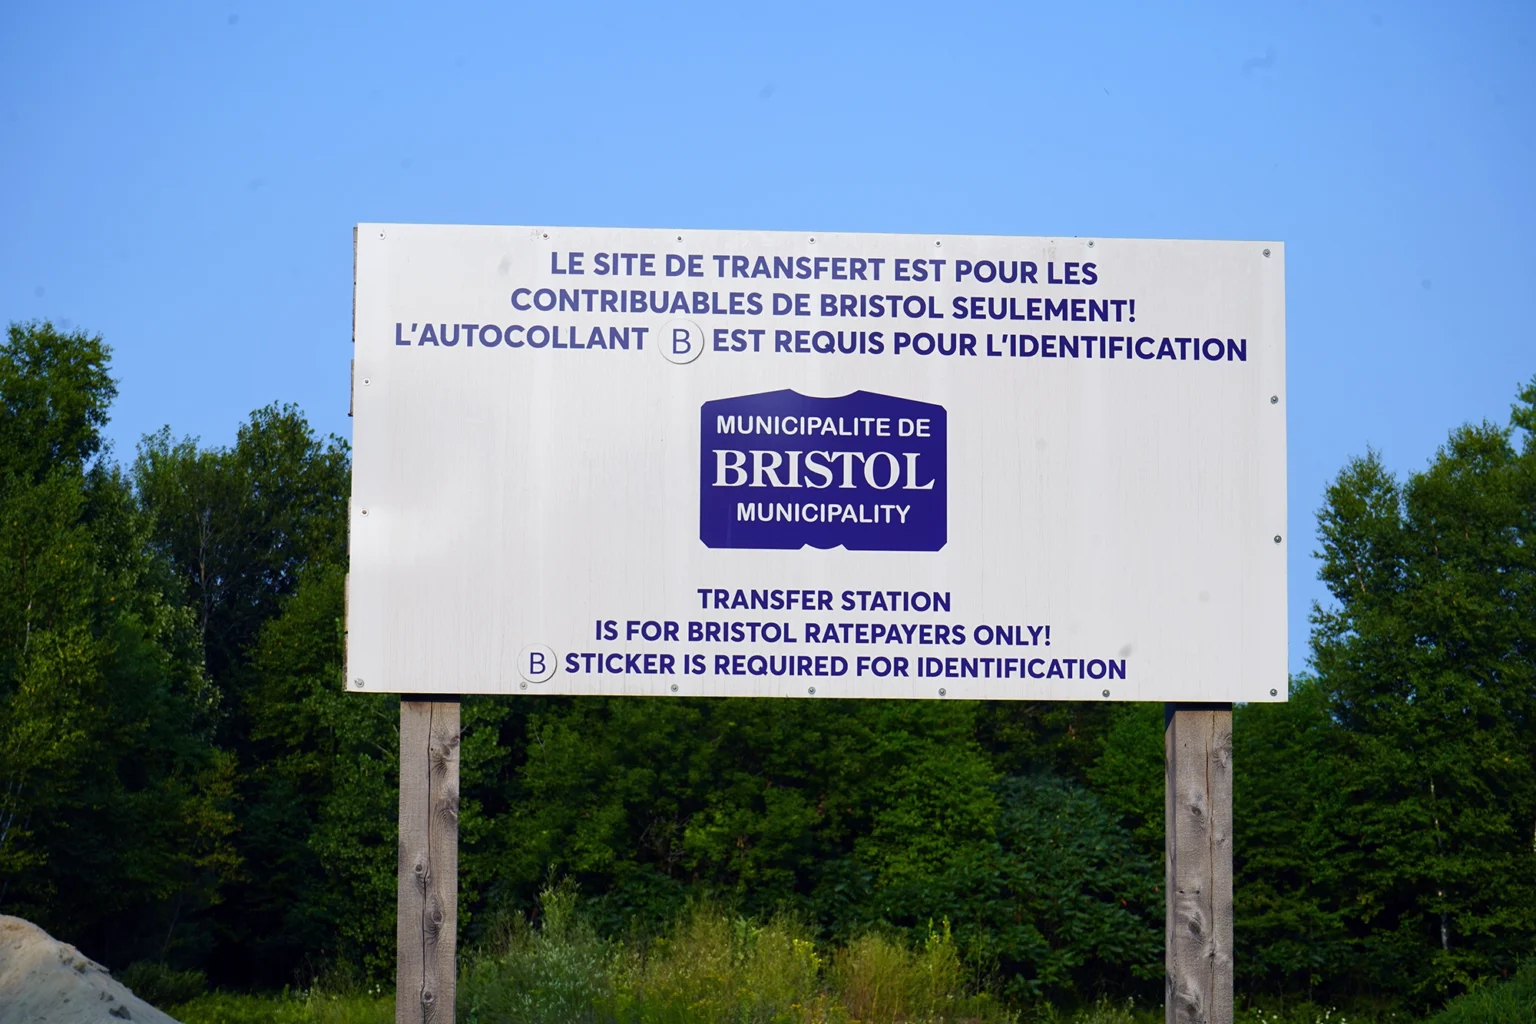 LE SITE DE TRANSFERT EST POUR LES
CONTRIBUABLES DE BRISTOL SEULEMENT!
L'AUTOCOLLANT B EST REQUIS POUR L'IDENTIFICATION
MUNICIPALITE DE
BRISTOL
MUNICIPALITY
TRANSFER STATION
IS FOR BRISTOL RATEPAYERS ONLY!
B STICKER IS REQUIRED FOR IDENTIFICATION